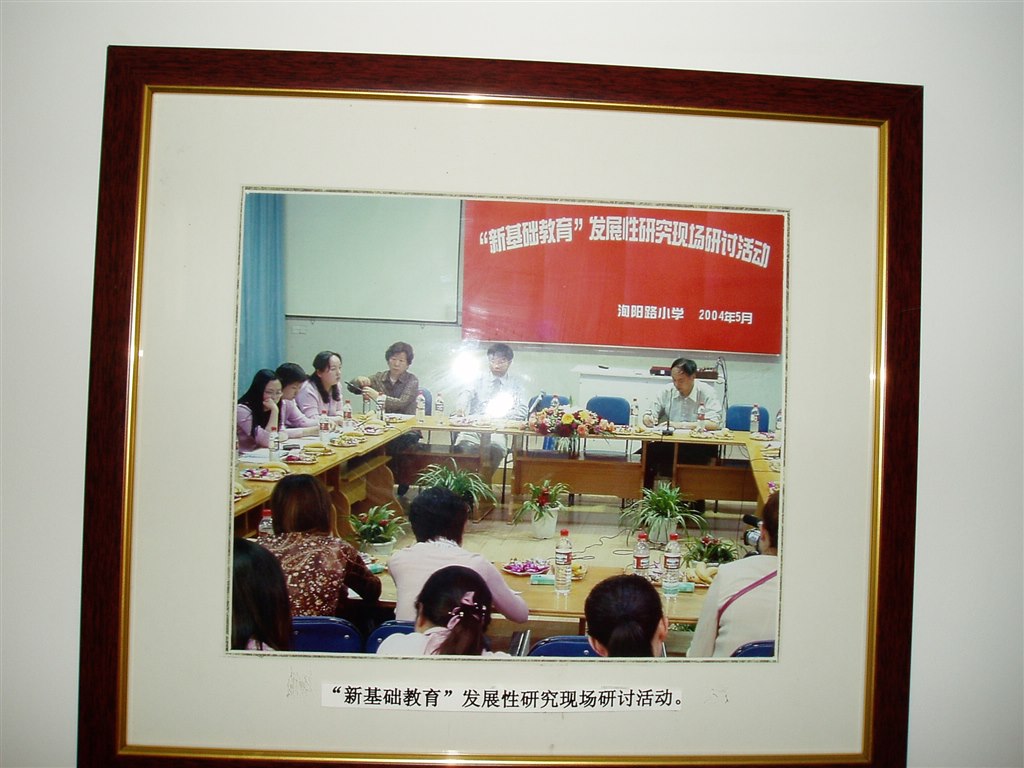 “新基础教育”发展性研究现场研讨活动
洵阳路小学 2004年5月
“新基础教育”发展性研究现场研讨活动。